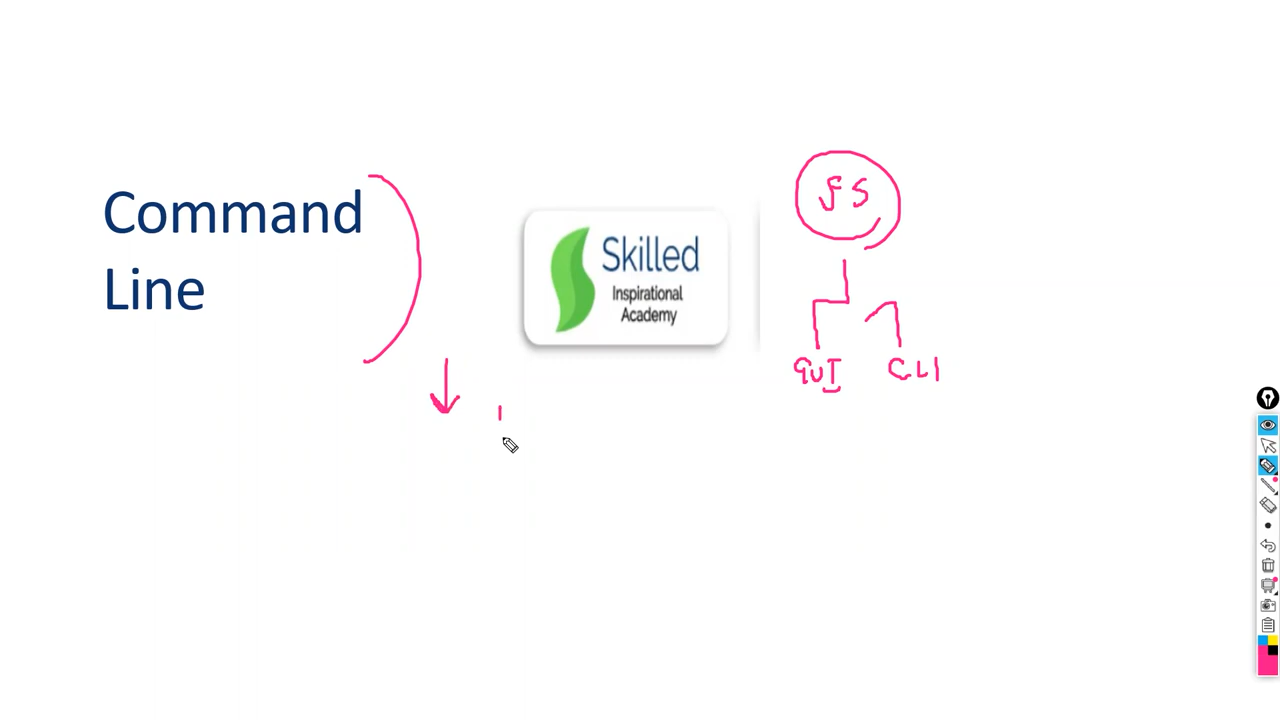 Command
Line
Skilled
Inspirational
Academy
FS
GUI
CLI